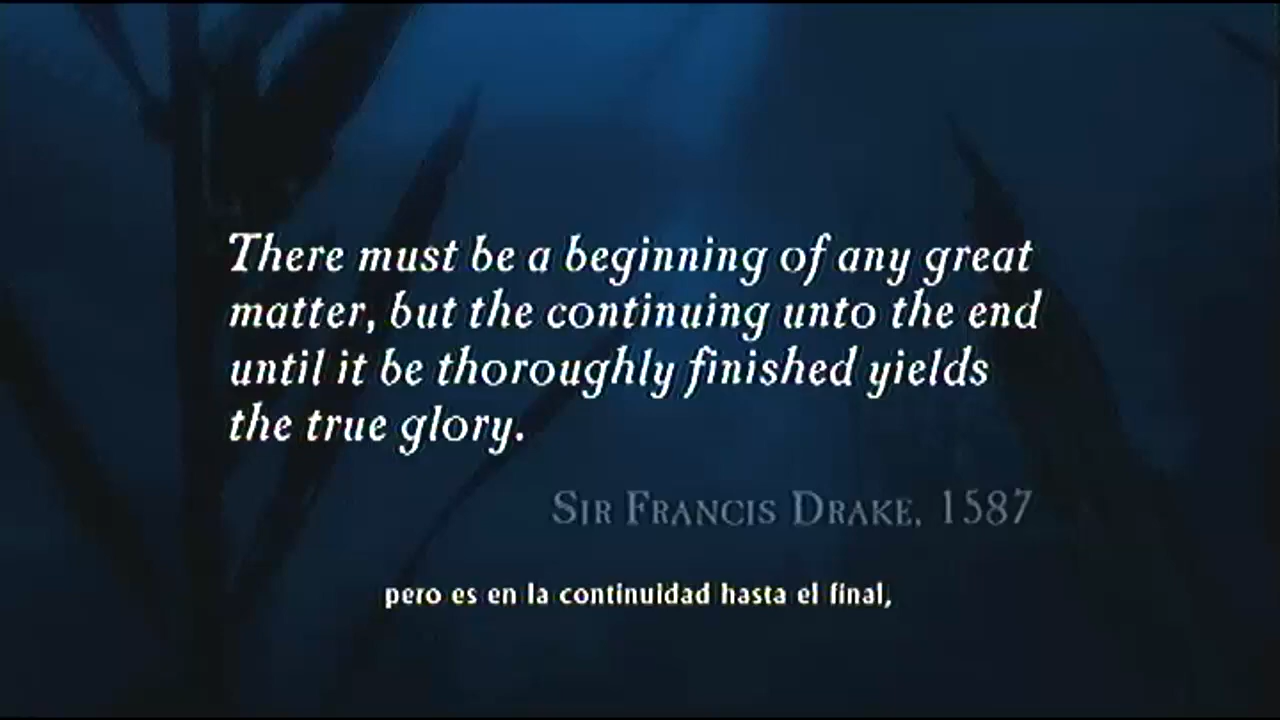 There must be a beginning of any great
matter, but the continuing unto the end
until it be thoroughly finished yields
the true glory.
Sir Francis Drake, 1587
pero es en la continuidad hasta el final,